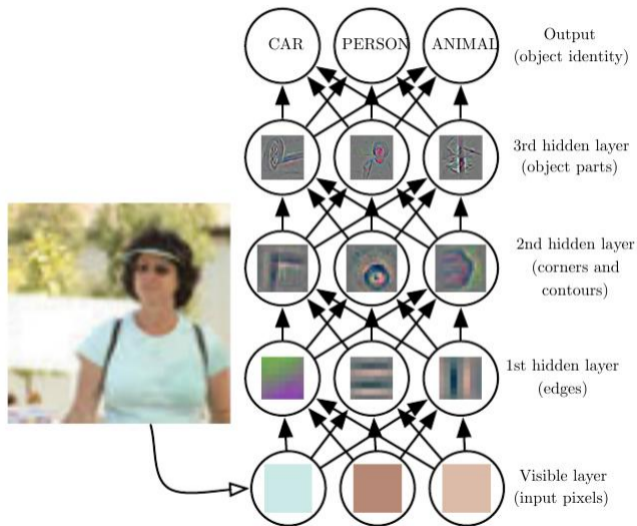 CAR
PERSON
ANIMAL
Output
(object identity)
3rd hidden layer
(object parts)
2nd hidden layer
(corners and
contours)
1st hidden layer
(edges)
Visible layer
(input pixels)